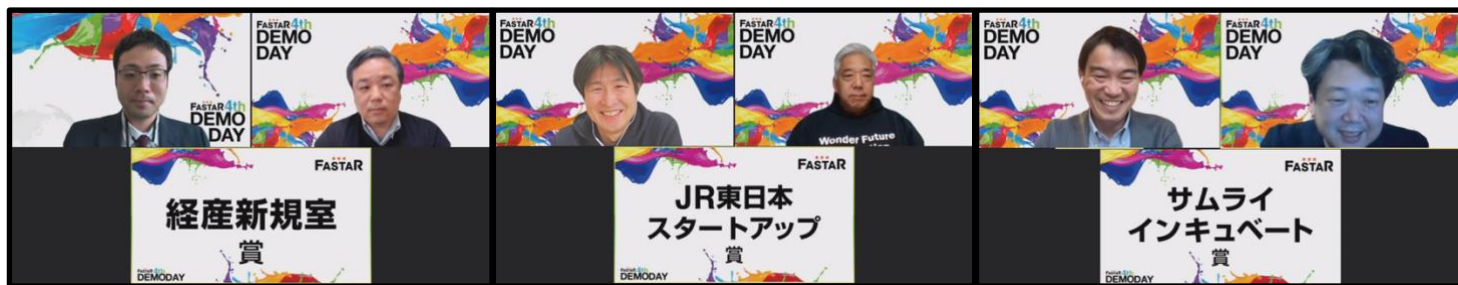 FASTAR 4th
DEMO
DAY
FASTAR 4th
DEMO
DAY
FASTAR
経産新規室
賞
FASTAR 4th
DEMODAY
FASTAR 4th
DEMO
DAY
FASTAR 4th
DEMO
DAY
Wonder Future
FASTAR
JR東日本
スタートアップ
賞
FASTAR 4th
DEMODAY
FASTAR 4th
DEMO
DAY
FASTAR 4th
DEMO
DAY
FASTAR
サムライ
インキュベート
賞
FASTAR 4th
DEMODAY